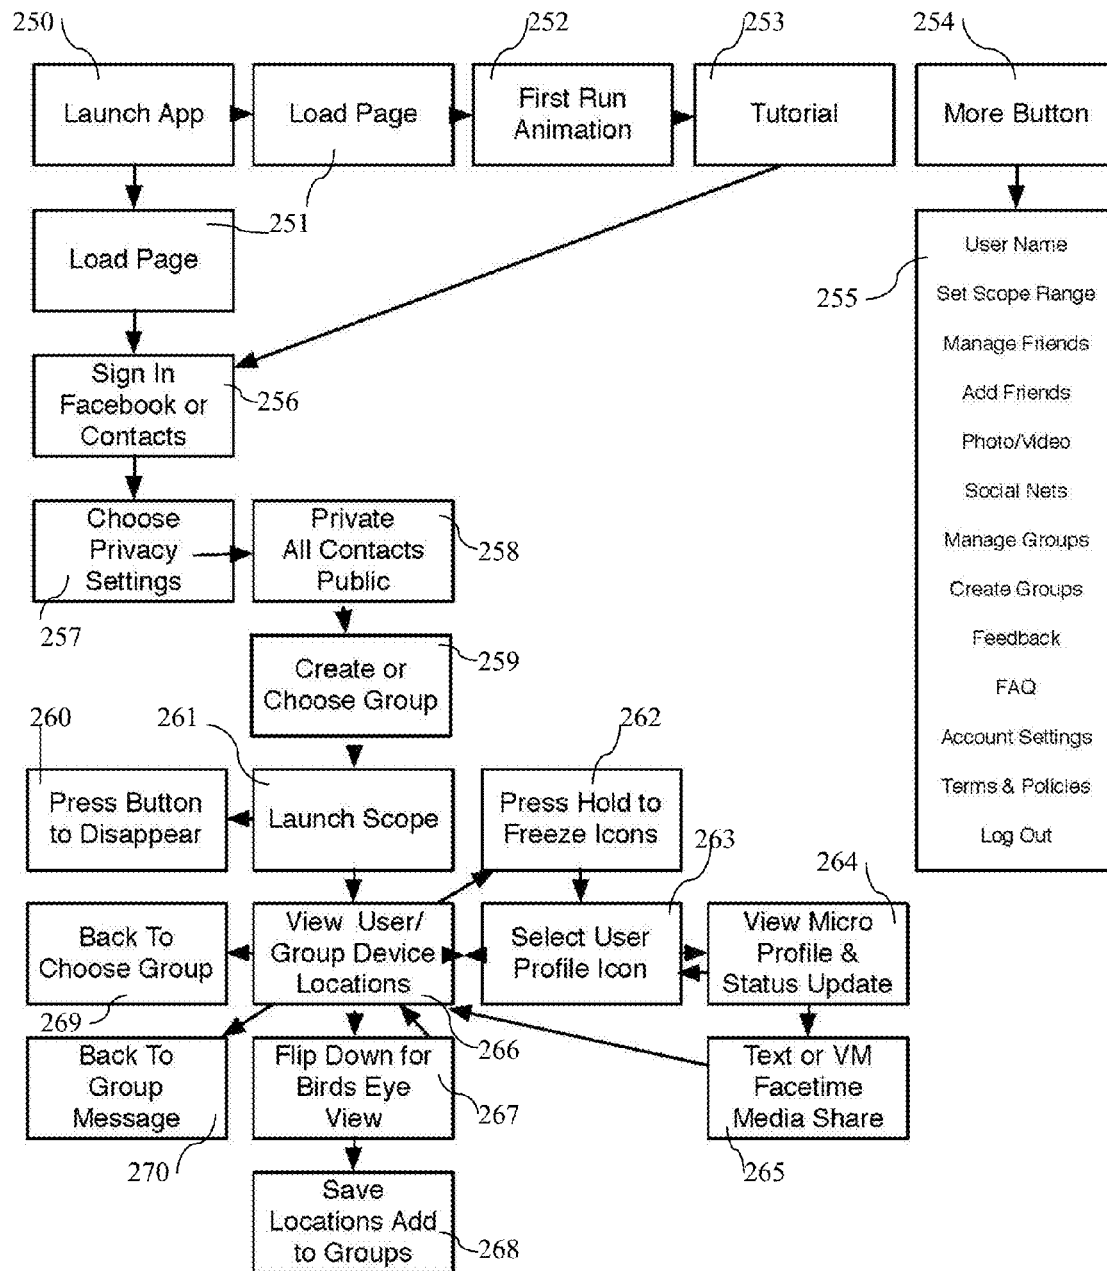 250
252
253
254
Launch App
Load Page
First Run
Animation
Tutorial
More Button
251
Load Page
User Name
255
Set Scope Range
Manage Friends
Add Friends
Photo/Video
Social Nets
Manage Groups
Create Groups
Feedback
FAQ
Account Settings
Terms & Policies
Log Out
Sign In
Facebook or
Contacts
256
Choose
Privacy
Settings
257
Private
All Contacts
Public
258
Create or
Choose Group
259
260
261
262
Press Button
to Disappear
Launch Scope
Press Hold to
Freeze Icons
263
264
Back To
Choose Group
269
View User/
Group Device
Locations
266
Select User
Profile Icon
View Micro
Profile &
Status Update
Back To
Group
Message
270
Flip Down for
Birds Eye
View
267
Text or VM
Facetime
Media Share
265
Save
Locations Add
to Groups
268